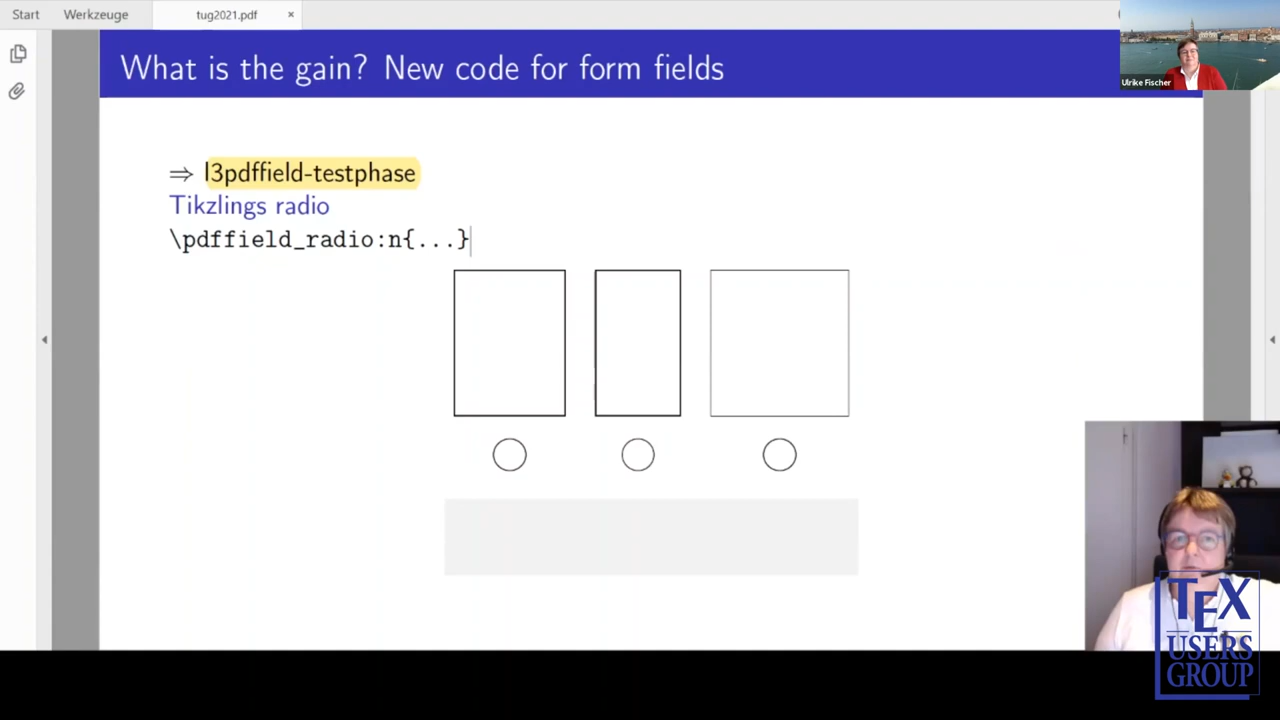 Start Werkzeuge tug2021.pdf ×
What is the gain? New code for form fields
Ulrike Fischer
⇒ l3pdffield-testphase
Tikzlings radio
\pdffield_radio:n{...}
TEX
USERS
GROUP